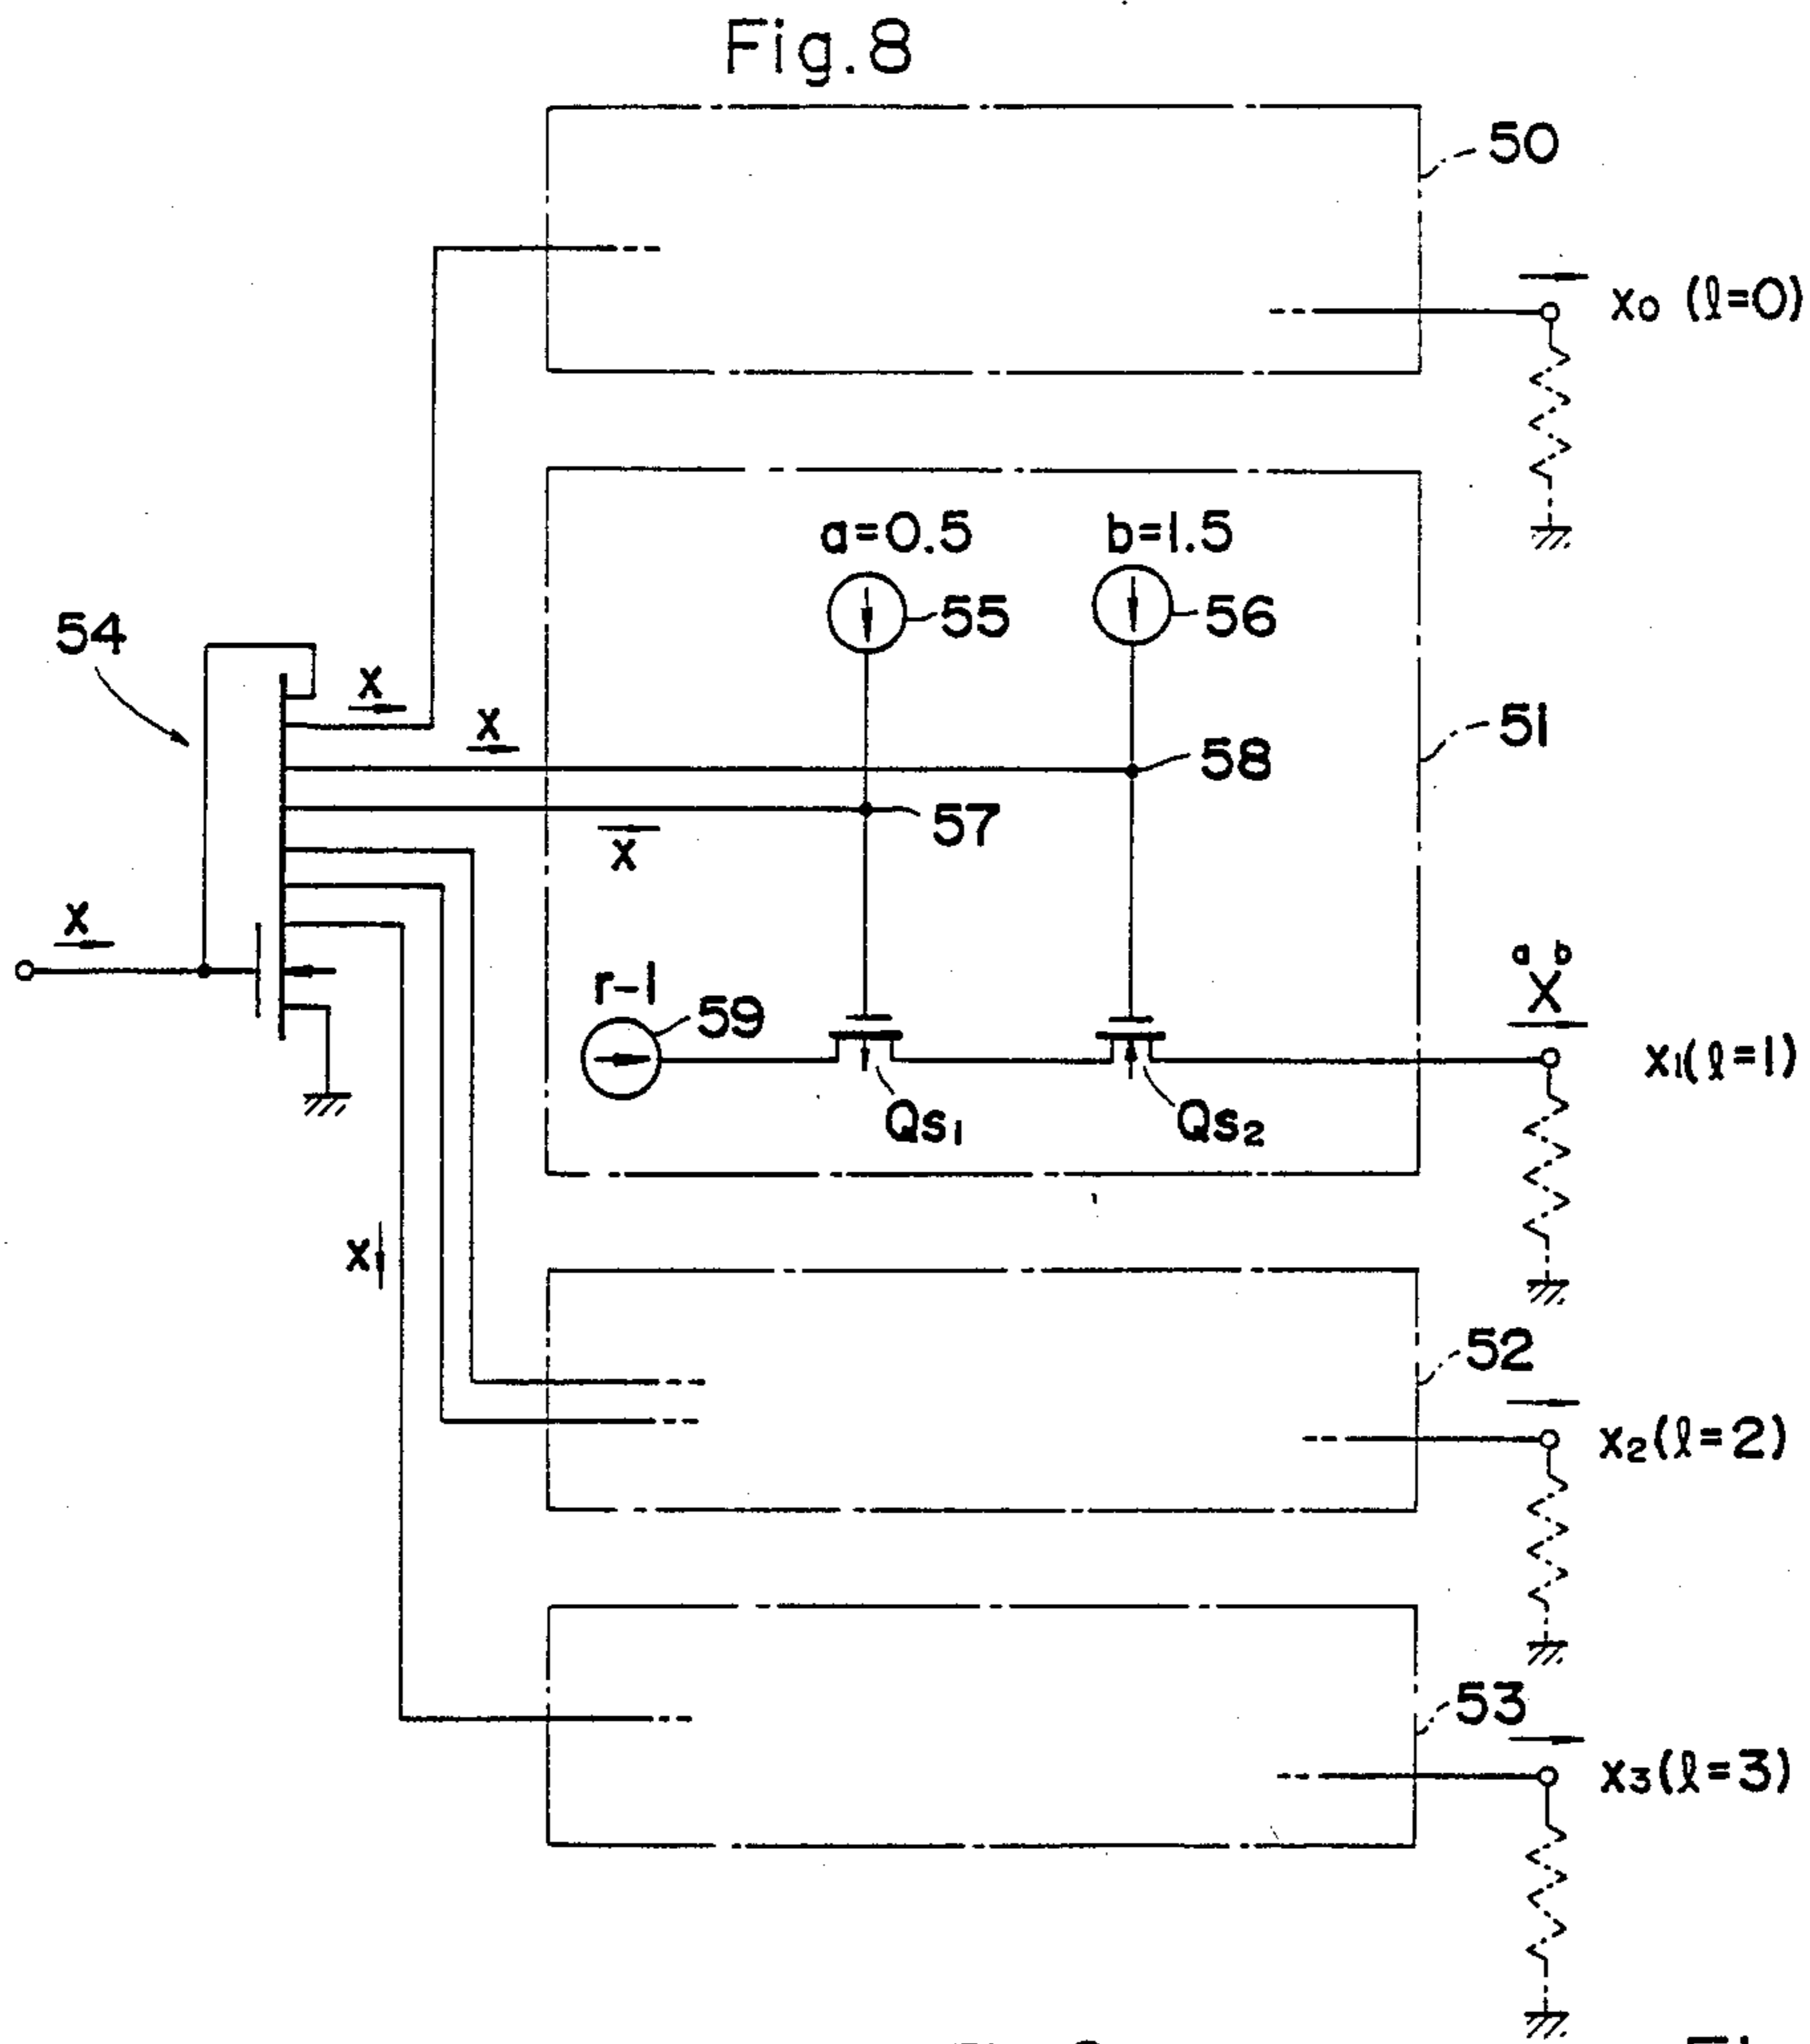 Fig.8
50
x0 (ℓ=0)
a=0.5
b=1.5
55
56
54
x
x
51
58
57
x
x
r-1
59
a b
X
x1(ℓ=1)
Qs1
Qs2
x
52
x2(ℓ=2)
53
x3(ℓ=3)